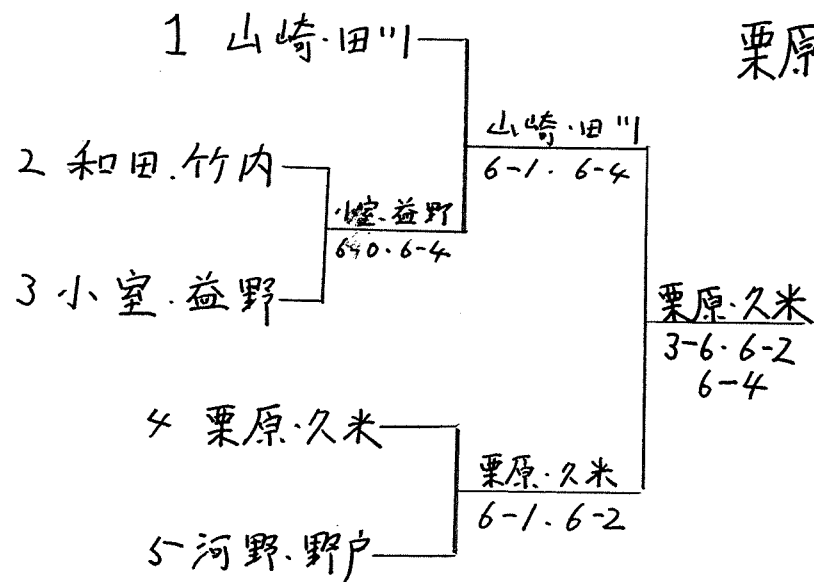 1 山崎・田川
栗原
山崎・田川
6-1・6-4
2 和田・竹内
小室・益野
6-0・6-4
3 小室・益野
栗原・久米
3-6・6-2
6-4
4 栗原・久米
栗原・久米
6-1・6-2
5 河野・野戸